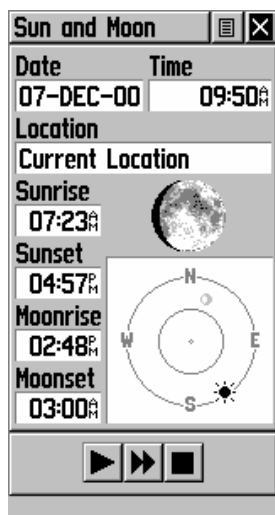 Sun and Moon
Date Time
07-DEC-00 09:50AM
Location
Current Location
Sunrise
07:23AM
Sunset
04:57PM
Moonrise
02:48PM
Moonset
03:00AM
N
W E
S